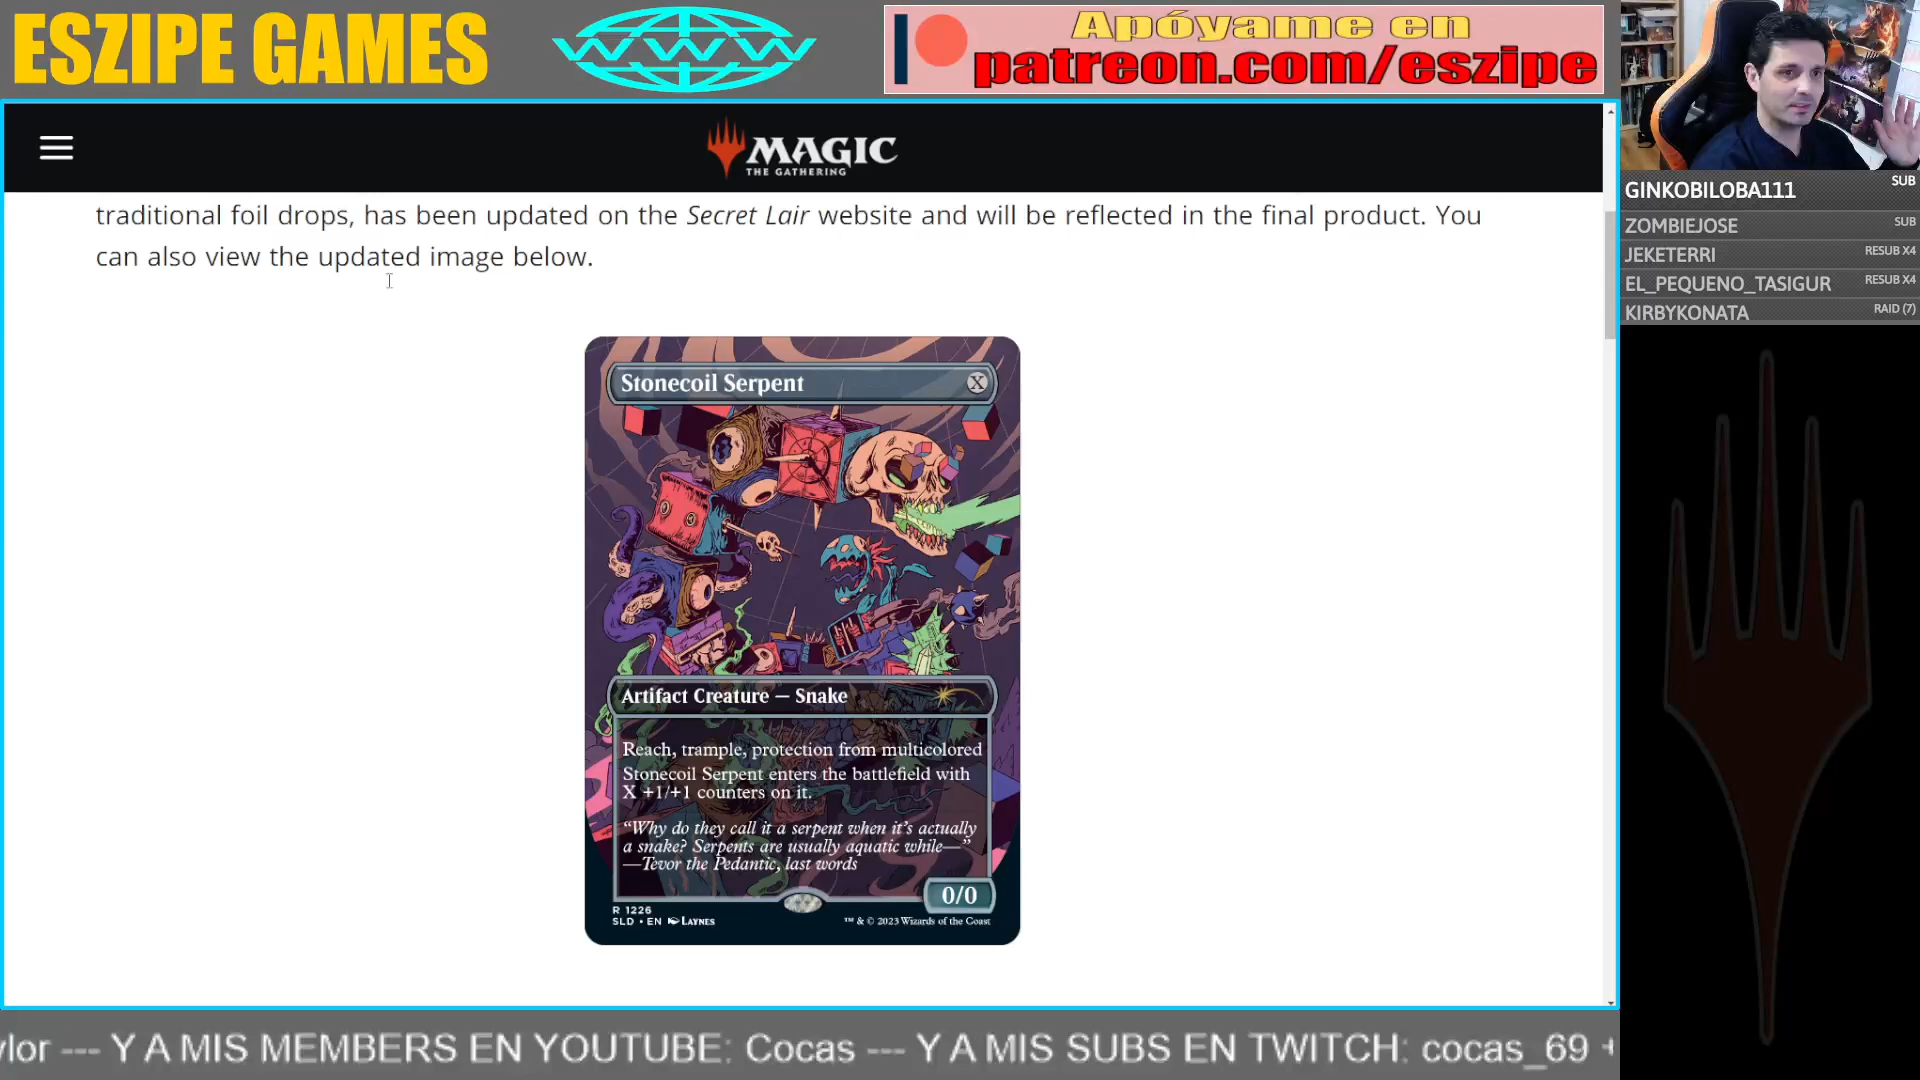 ESZIPE GAMES
WWW
Apóyame en
patreon.com/eszipe
MAGIC
THE GATHERING
traditional foil drops, has been updated on the Secret Lair website and will be reflected in the final product. You
can also view the updated image below.
Stonecoil Serpent X
Artifact Creature — Snake
Reach, trample, protection from multicolored
Stonecoil Serpent enters the battlefield with
X +1/+1 counters on it.
“Why do they call it a serpent when it’s actually
a snake? Serpents are usually aquatic while—”
—Tevor the Pedantic, last words
0/0
R 1226
SLD • EN LAYNES
™ & © 2023 Wizards of the Coast
GINKOBILOBA111 SUB
ZOMBIEJOSE SUB
JEKETERRI RESUB X4
EL_PEQUENO_TASIGUR RESUB X4
KIRBYKONATA RAID (7)
ylor --- Y A MIS MEMBERS EN YOUTUBE: Cocas --- Y A MIS SUBS EN TWITCH: cocas_69 +